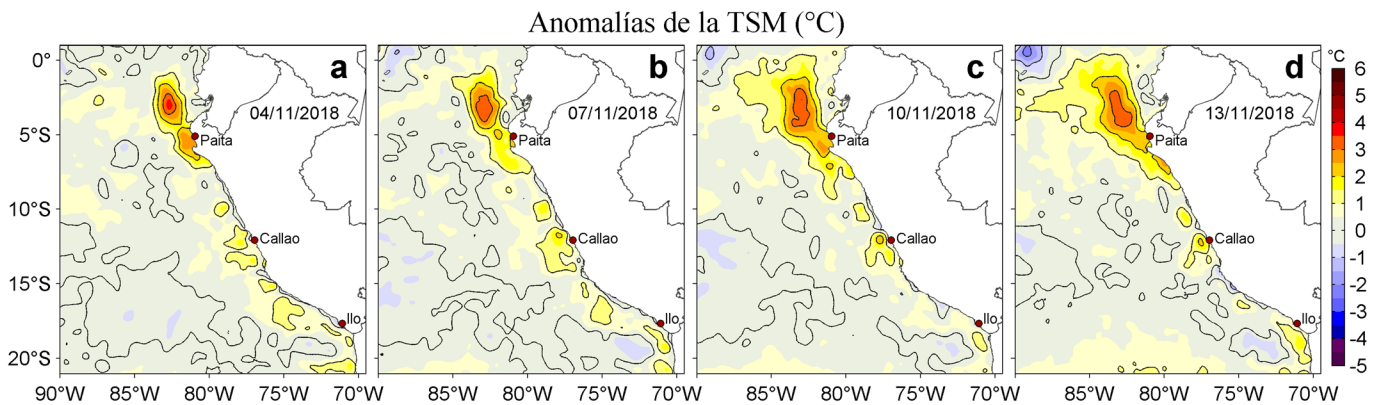 Anomalías de la TSM (°C)
a
b
c
d
04/11/2018
07/11/2018
10/11/2018
13/11/2018
Paita
Paita
Paita
Paita
Callao
Callao
Callao
Callao
Ilo
Ilo
Ilo
Ilo
0°
5°S
10°S
15°S
20°S
90°W 85°W 80°W 75°W 70°W
85°W 80°W 75°W 70°W
85°W 80°W 75°W 70°W
85°W 80°W 75°W 70°W
°C
6
5
4
3
2
1
0
-1
-2
-3
-4
-5